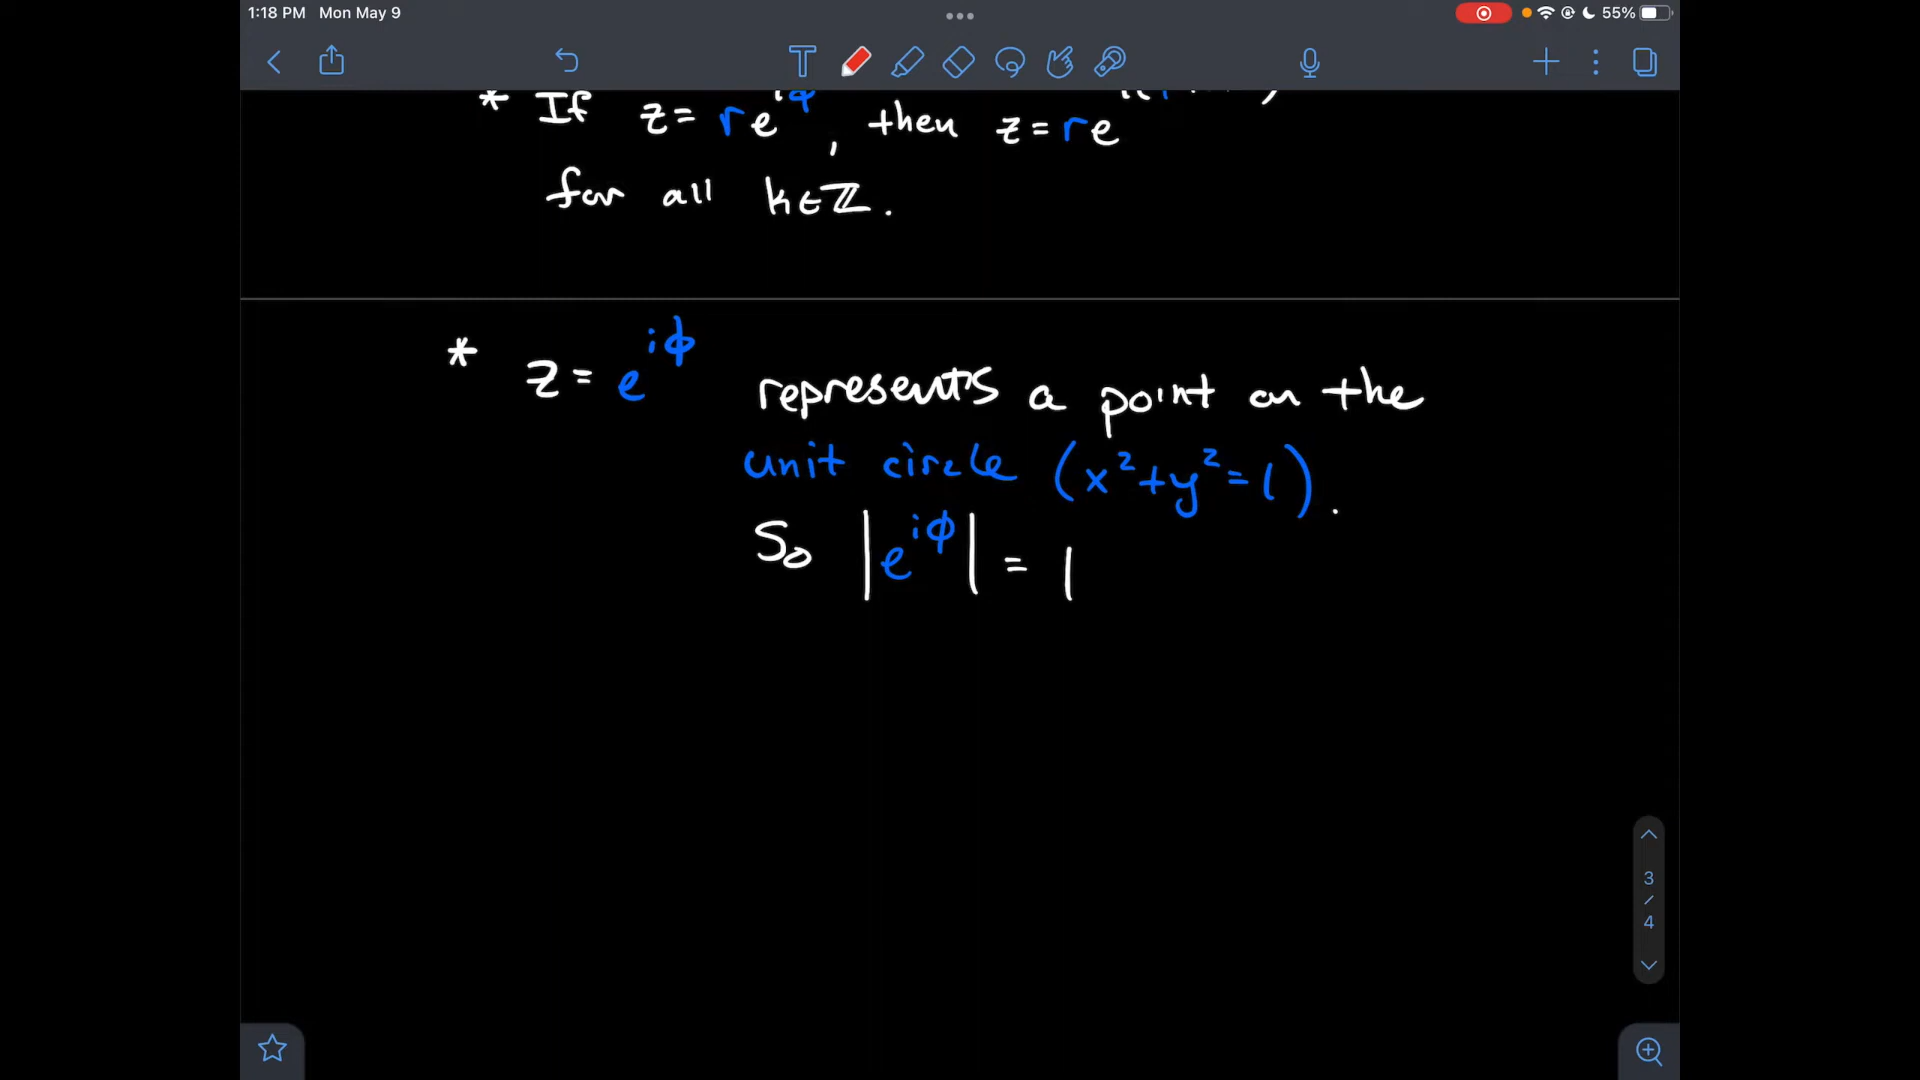 1:18 PM Mon May 9
55%
* If z = re^{iϕ}, then z = re
for all k∈ℤ.
* z = e^{iϕ} represents a point on the
unit circle (x²+y²=1).
So |e^{iϕ}| = 1
3
/
4